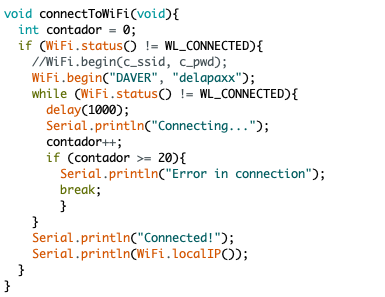 void connectToWiFi(void){
  int contador = 0;
  if (WiFi.status() != WL_CONNECTED){
    //WiFi.begin(c_ssid, c_pwd);
    WiFi.begin("DAVER", "delapaxx");
    while (WiFi.status() != WL_CONNECTED){
      delay(1000);
      Serial.println("Connecting...");
      contador++;
      if (contador >= 20){
        Serial.println("Error in connection");
        break;
        }
    }
    Serial.println("Connected!");
    Serial.println(WiFi.localIP());
  }
}